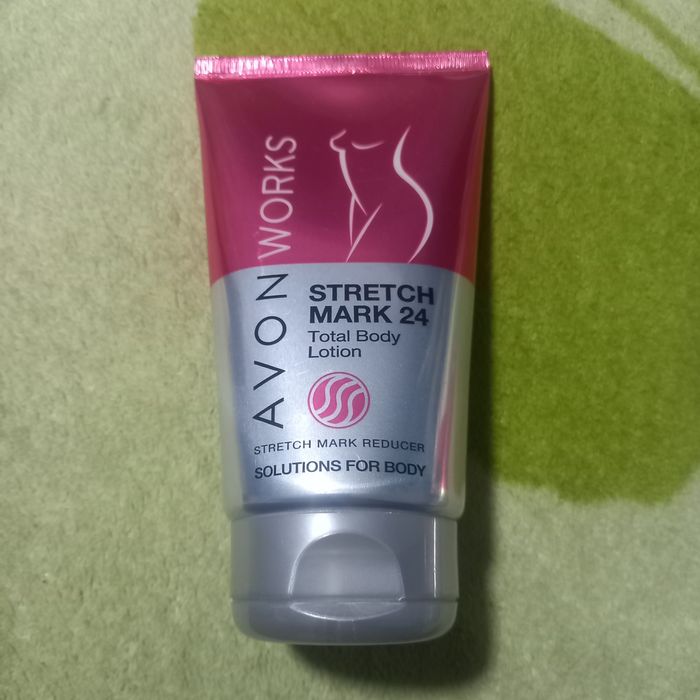 AVON WORKS
STRETCH
MARK 24
Total Body
Lotion
STRETCH MARK REDUCER
SOLUTIONS FOR BODY